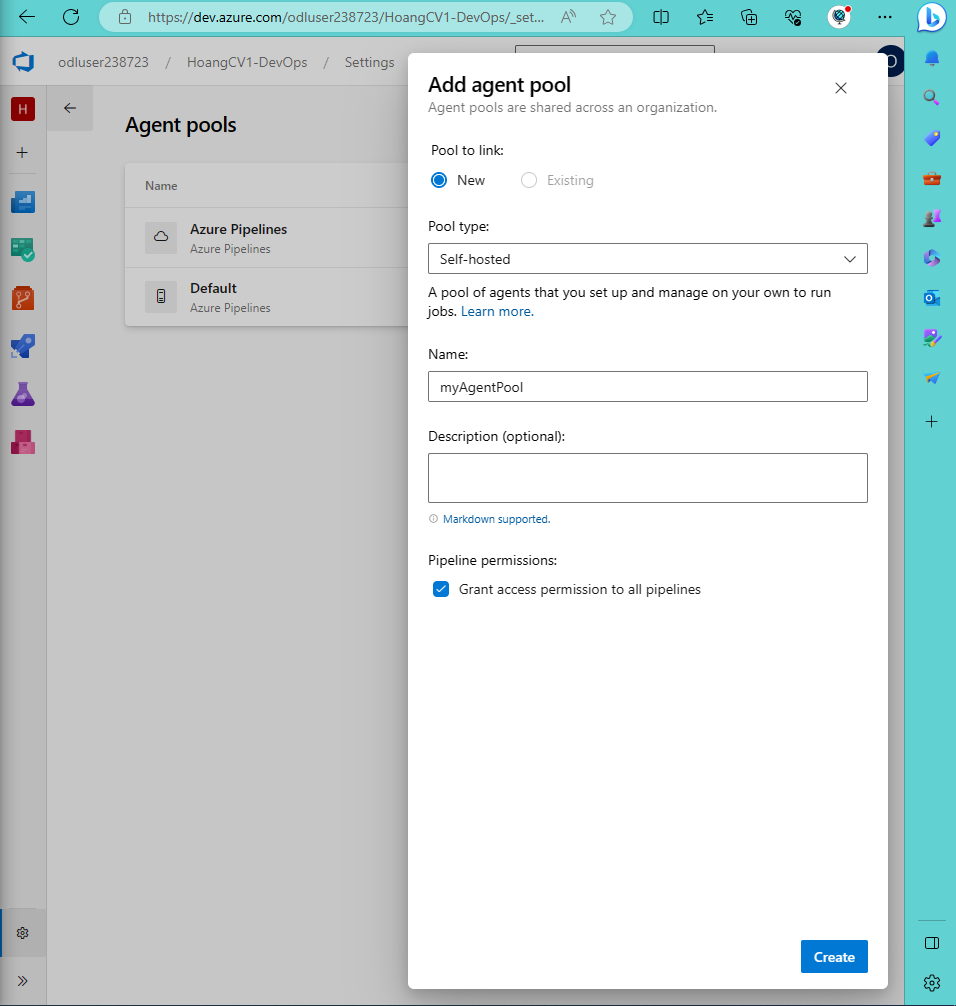 https://dev.azure.com/odluser238723/HoangCV1-DevOps/_set...
odluser238723 / HoangCV1-DevOps / Settings
O
H
Agent pools
Name
Azure Pipelines
Azure Pipelines
Default
Azure Pipelines
Add agent pool
Agent pools are shared across an organization.
Pool to link:
New
Existing
Pool type:
Self-hosted
A pool of agents that you set up and manage on your own to run
jobs. Learn more.
Name:
myAgentPool
Description (optional):
Markdown supported.
Pipeline permissions:
Grant access permission to all pipelines
Create